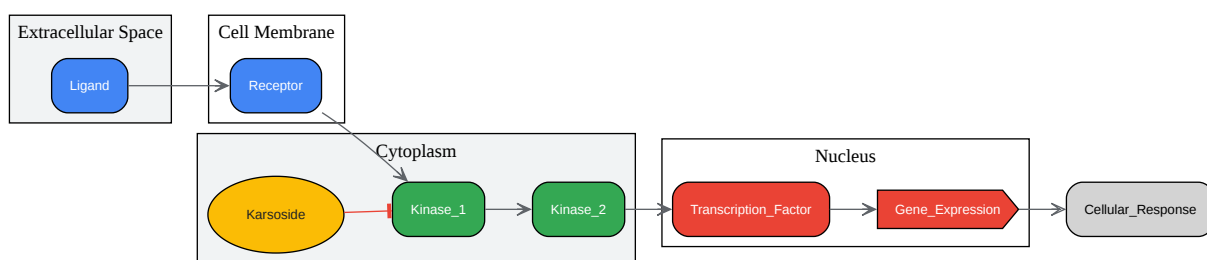 Extracellular Space
Ligand
Cell Membrane
Receptor
Cytoplasm
Karsoside
Kinase_1
Kinase_2
Nucleus
Transcription_Factor
Gene_Expression
Cellular_Response